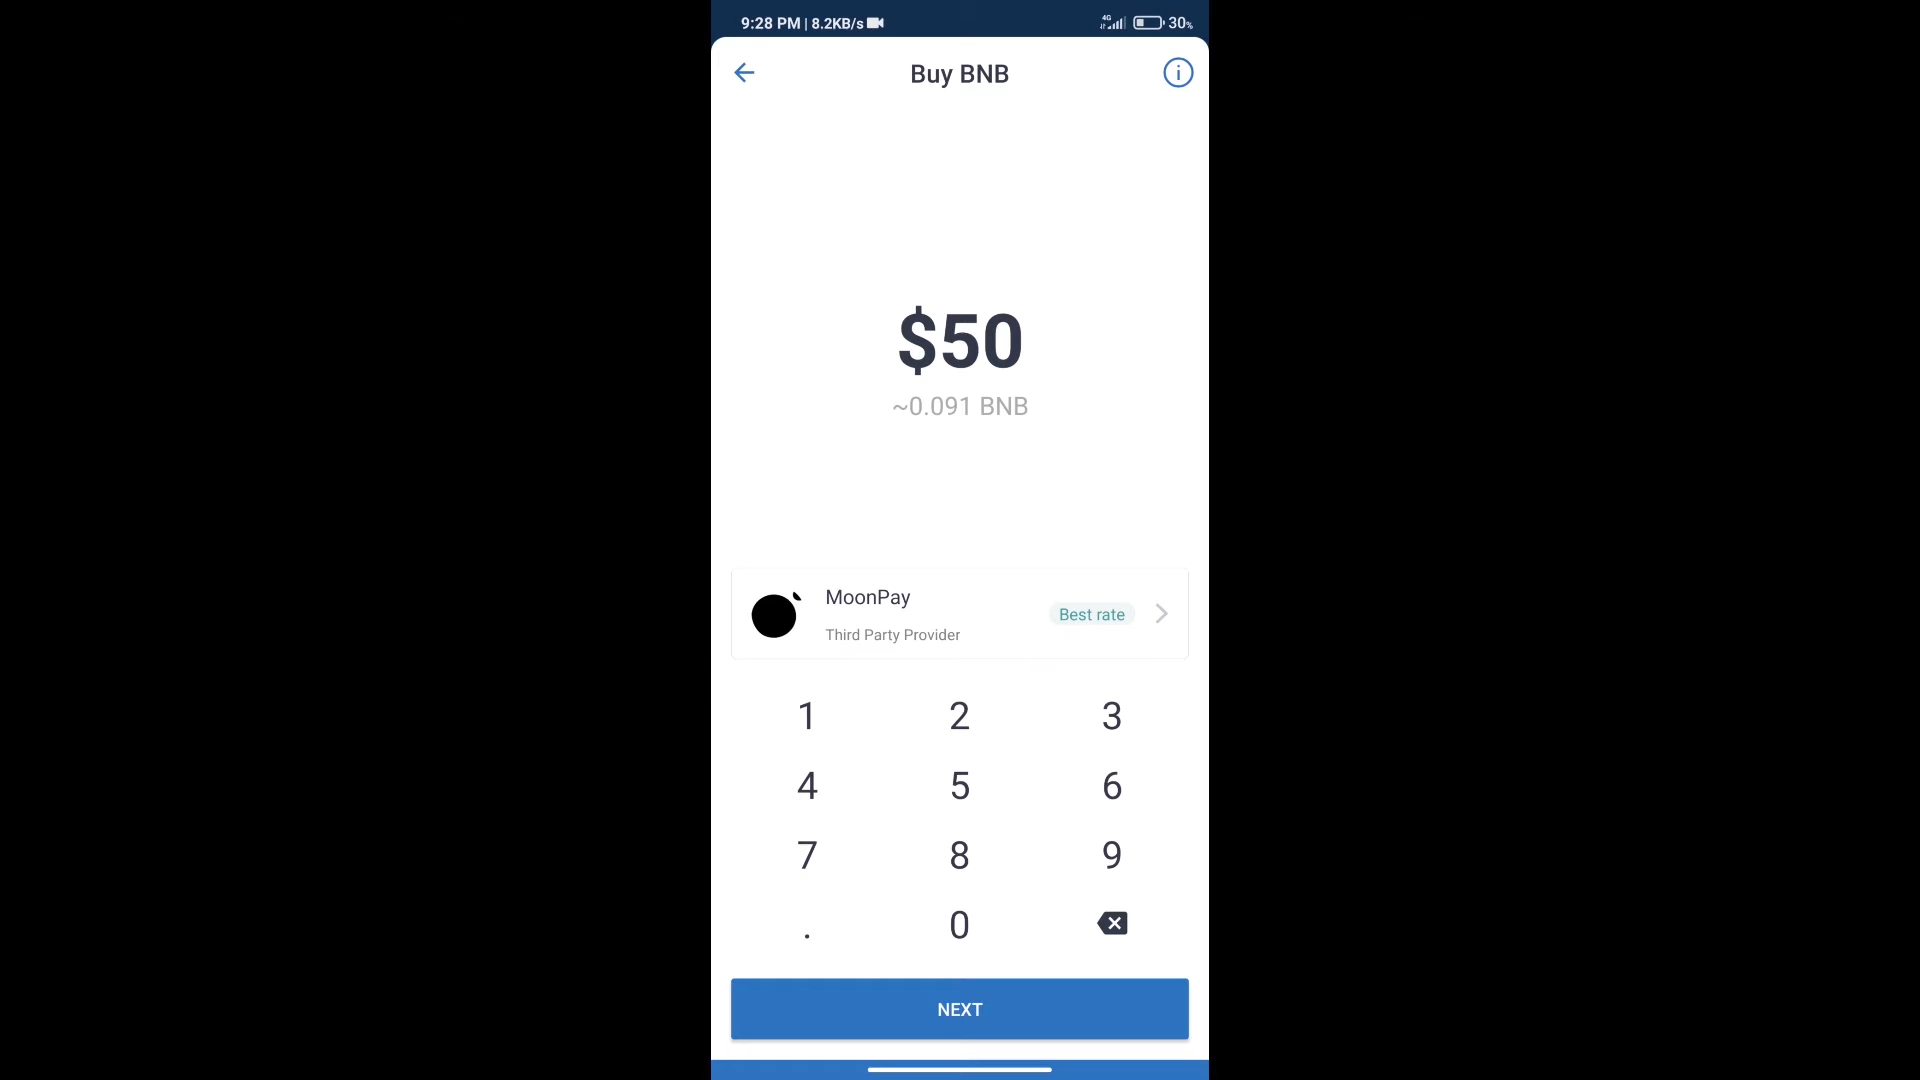 9:28 PM | 8.2KB/s 4G 30%
Buy BNB
$50
~0.091 BNB
MoonPay
Third Party Provider
Best rate
1 2 3
4 5 6
7 8 9
. 0
NEXT